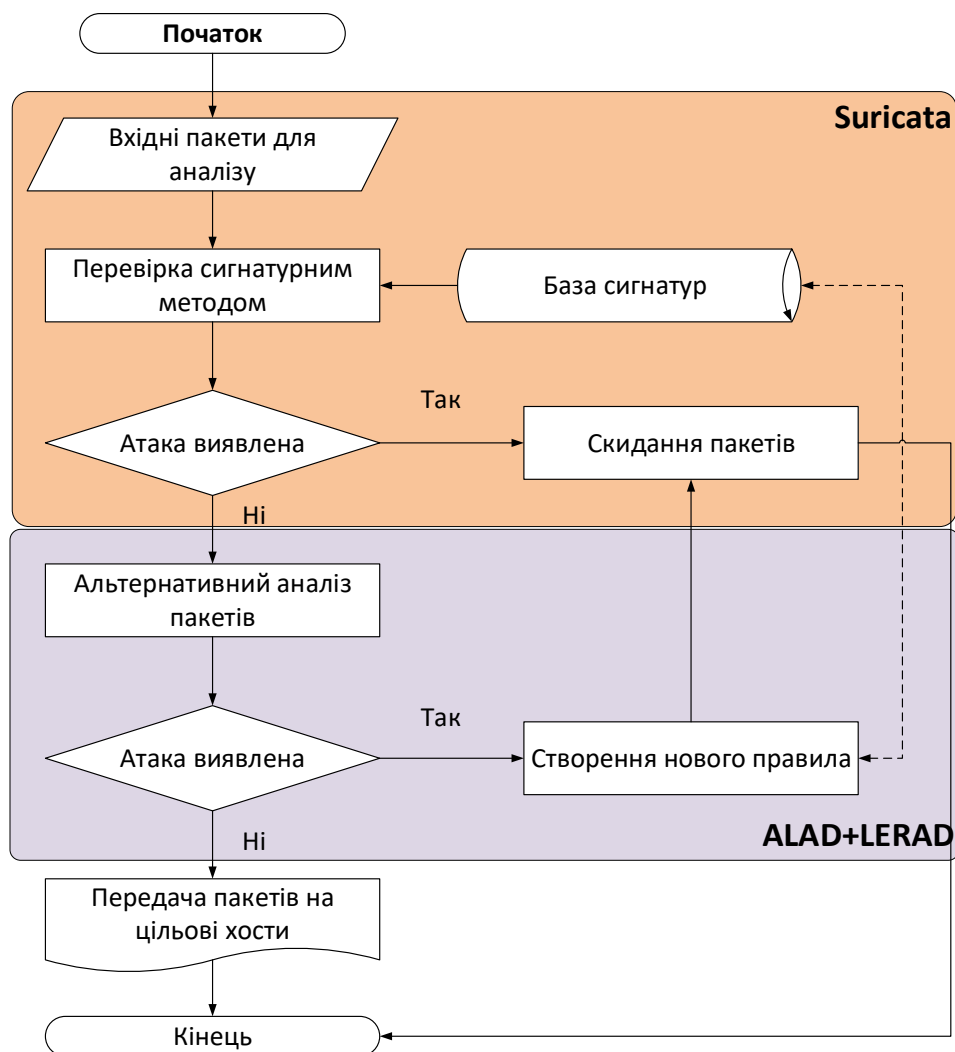 Початок
Suricata
Вхідні пакети для
аналізу
Перевірка сигнатурним
методом
База сигнатур
Так
Атака виявлена
Скидання пакетів
Ні
Альтернативний аналіз
пакетів
Так
Атака виявлена
Створення нового правила
Ні
ALAD+LERAD
Передача пакетів на
цільові хости
Кінець